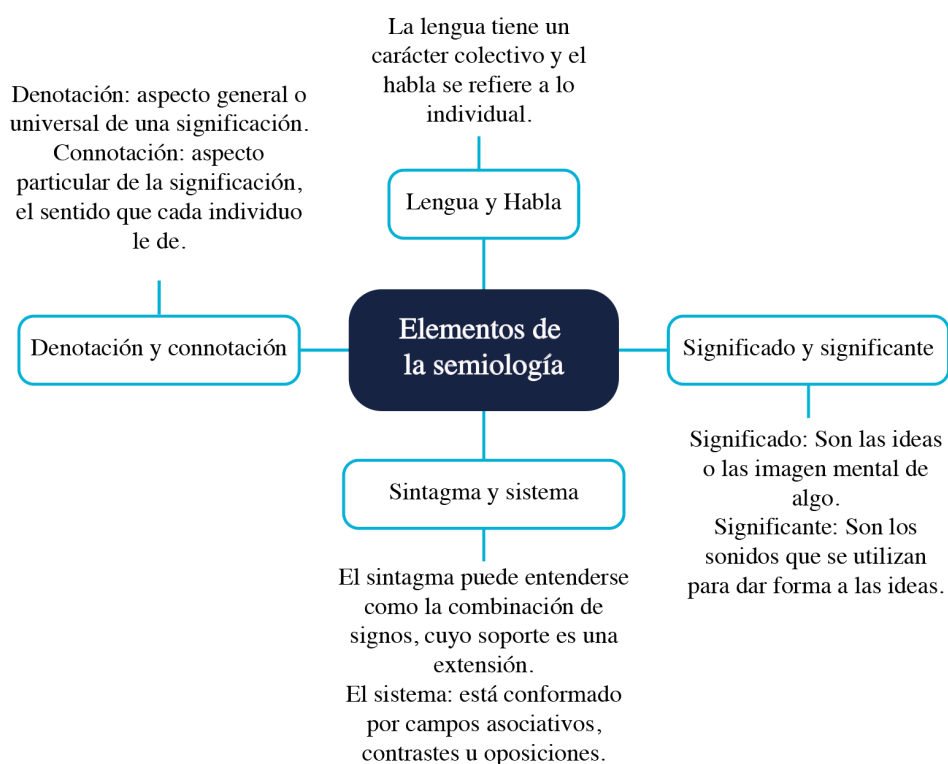 La lengua tiene un
carácter colectivo y el
habla se refiere a lo
individual.
Lengua y Habla
Denotación: aspecto general o
universal de una significación.
Connotación: aspecto
particular de la significación,
el sentido que cada individuo
le de.
Denotación y connotación
Elementos de
la semiología
Significado y significante
Significado: Son las ideas
o las imagen mental de
algo.
Significante: Son los
sonidos que se utilizan
para dar forma a las ideas.
Sintagma y sistema
El sintagma puede entenderse
como la combinación de
signos, cuyo soporte es una
extensión.
El sistema: está conformado
por campos asociativos,
contrastes u oposiciones.